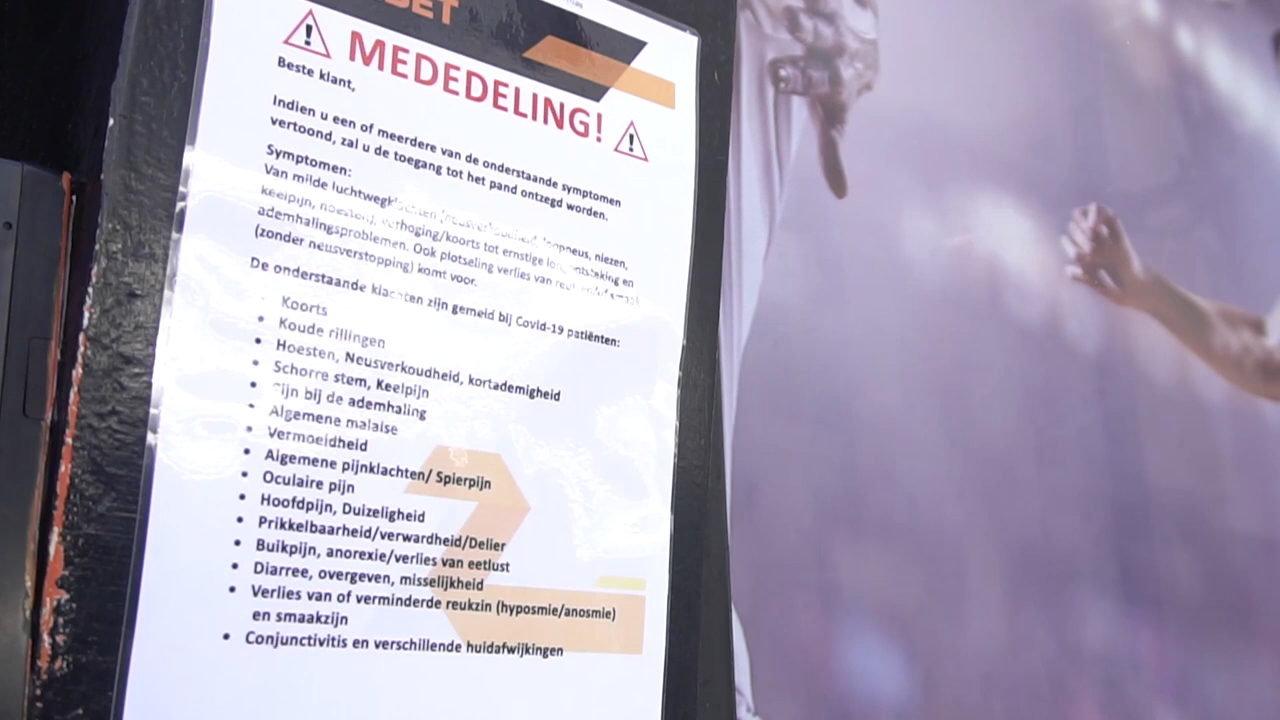 BET
MEDEDELING!
Beste klant,
Indien u een of meerdere van de onderstaande symptomen
vertoond, zal u de toegang tot het pand ontzegd worden.
Symptomen:
Van milde (neusverkoudheid, loopneus, niezen,
keelpijn, hoesten), verhoging/koorts tot ernstige longontsteking en
ademhalingsproblemen. Ook plotseling verlies van
(zonder neusverstopping) komt voor.
De onderstaande klachten zijn gemeld bij Covid-19 patiënten:
Koorts
• Koude rillingen
• Hoesten, Neusverkoudheid, kortademigheid
• Schorre stem, Keelpijn
• Pijn bij de ademhaling
• Algemene malaise
• Vermoeidheid
• Algemene pijnklachten/ Spierpijn
• Oculaire pijn
• Hoofdpijn, Duizeligheid
• Prikkelbaarheid/verwardheid/Delier
• Buikpijn, anorexie/verlies van eetlust
• Diarree, overgeven, misselijkheid
• Verlies van of verminderde reukzin (hyposmie/anosmie)
en smaakzijn
• Conjunctivitis en verschillende huidafwijkingen